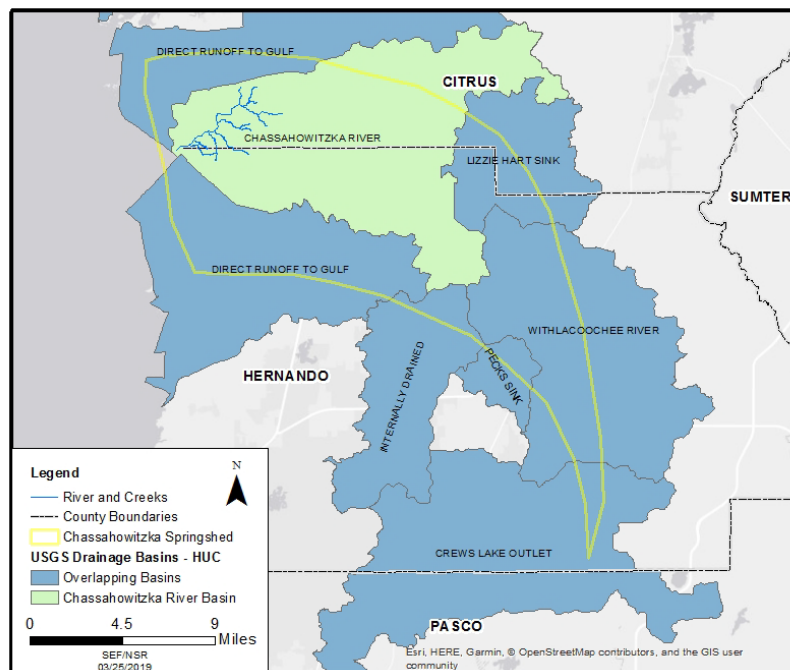 DIRECT RUNOFF TO GULF
CITRUS
CHASSAHOWITZKA RIVER
LIZZIE HART SINK
SUMTER
DIRECT RUNOFF TO GULF
WITHLACOOCHEE RIVER
HERNANDO
PECKS SINK
INTERNALLY DRAINED
CREWS LAKE OUTLET
PASCO
Legend
N
River and Creeks
County Boundaries
Chassahowitzka Springshed
USGS Drainage Basins - HUC
Overlapping Basins
Chassahowitzka River Basin
0 4.5 9
Miles
SEF/NSR
03/25/2019
Esri, HERE, Garmin, © OpenStreetMap contributors, and the GIS user
community